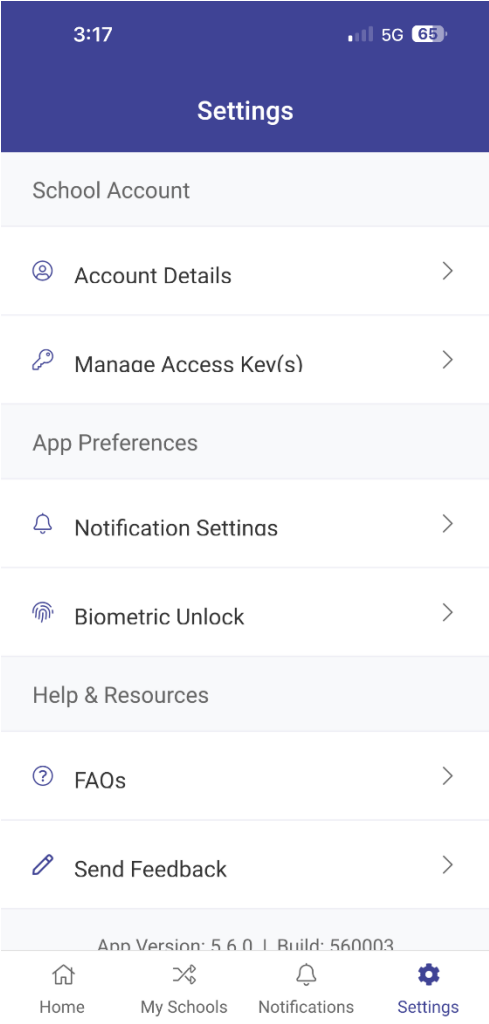 3:17
5G 65
Settings
School Account
Account Details
Manage Access Key(s)
App Preferences
Notification Settings
Biometric Unlock
Help & Resources
FAQs
Send Feedback
App Version: 5.6.0 | Build: 560003
Home My Schools Notifications Settings